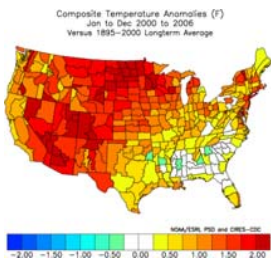 Composite Temperature Anomalies (F)
Jan to Dec 2000 to 2006
Versus 1895-2000 Longterm Average
NOAA/ESRL PSD and CIRES-CDC
-2.00 -1.50 -1.00 -0.50 0.00 0.50 1.00 1.50 2.00